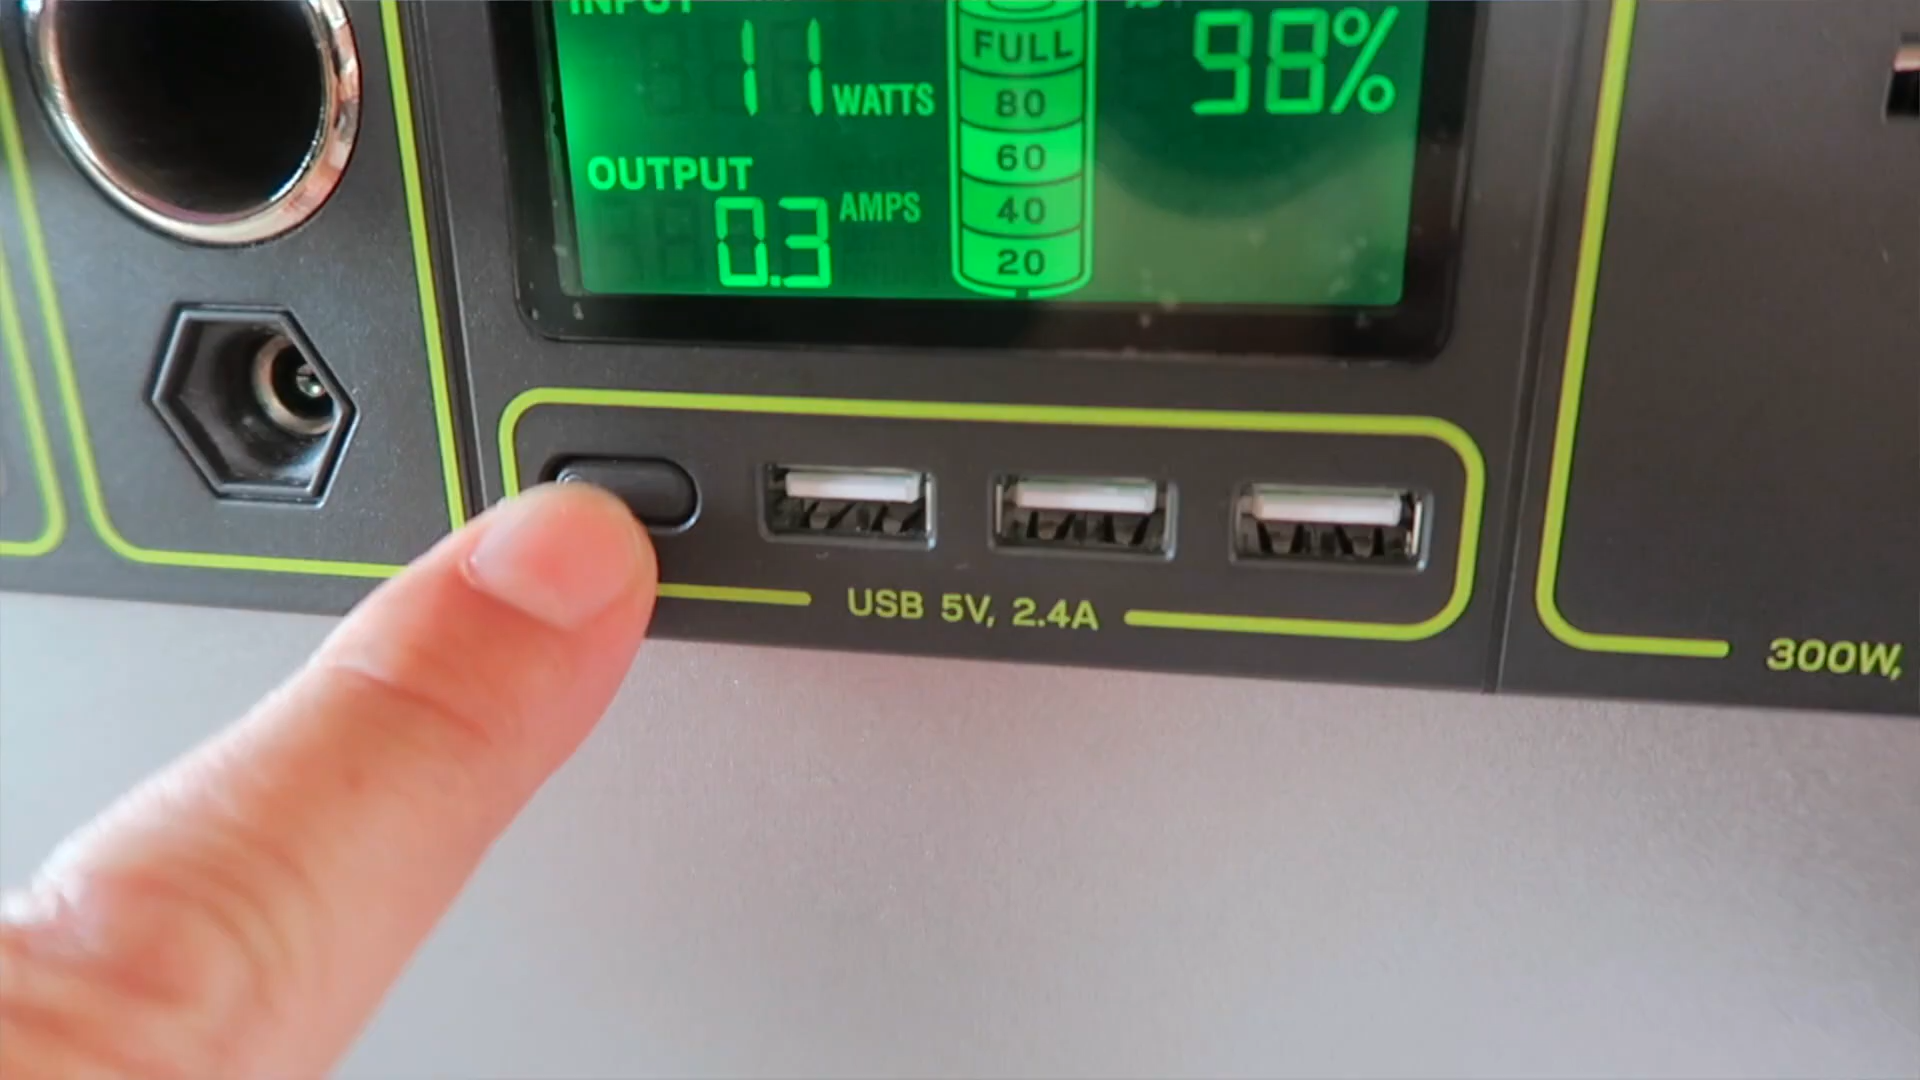 INPUT
11 WATTS
OUTPUT
0.3 AMPS
FULL
80
60
40
20
98%
USB 5V, 2.4A
300W,